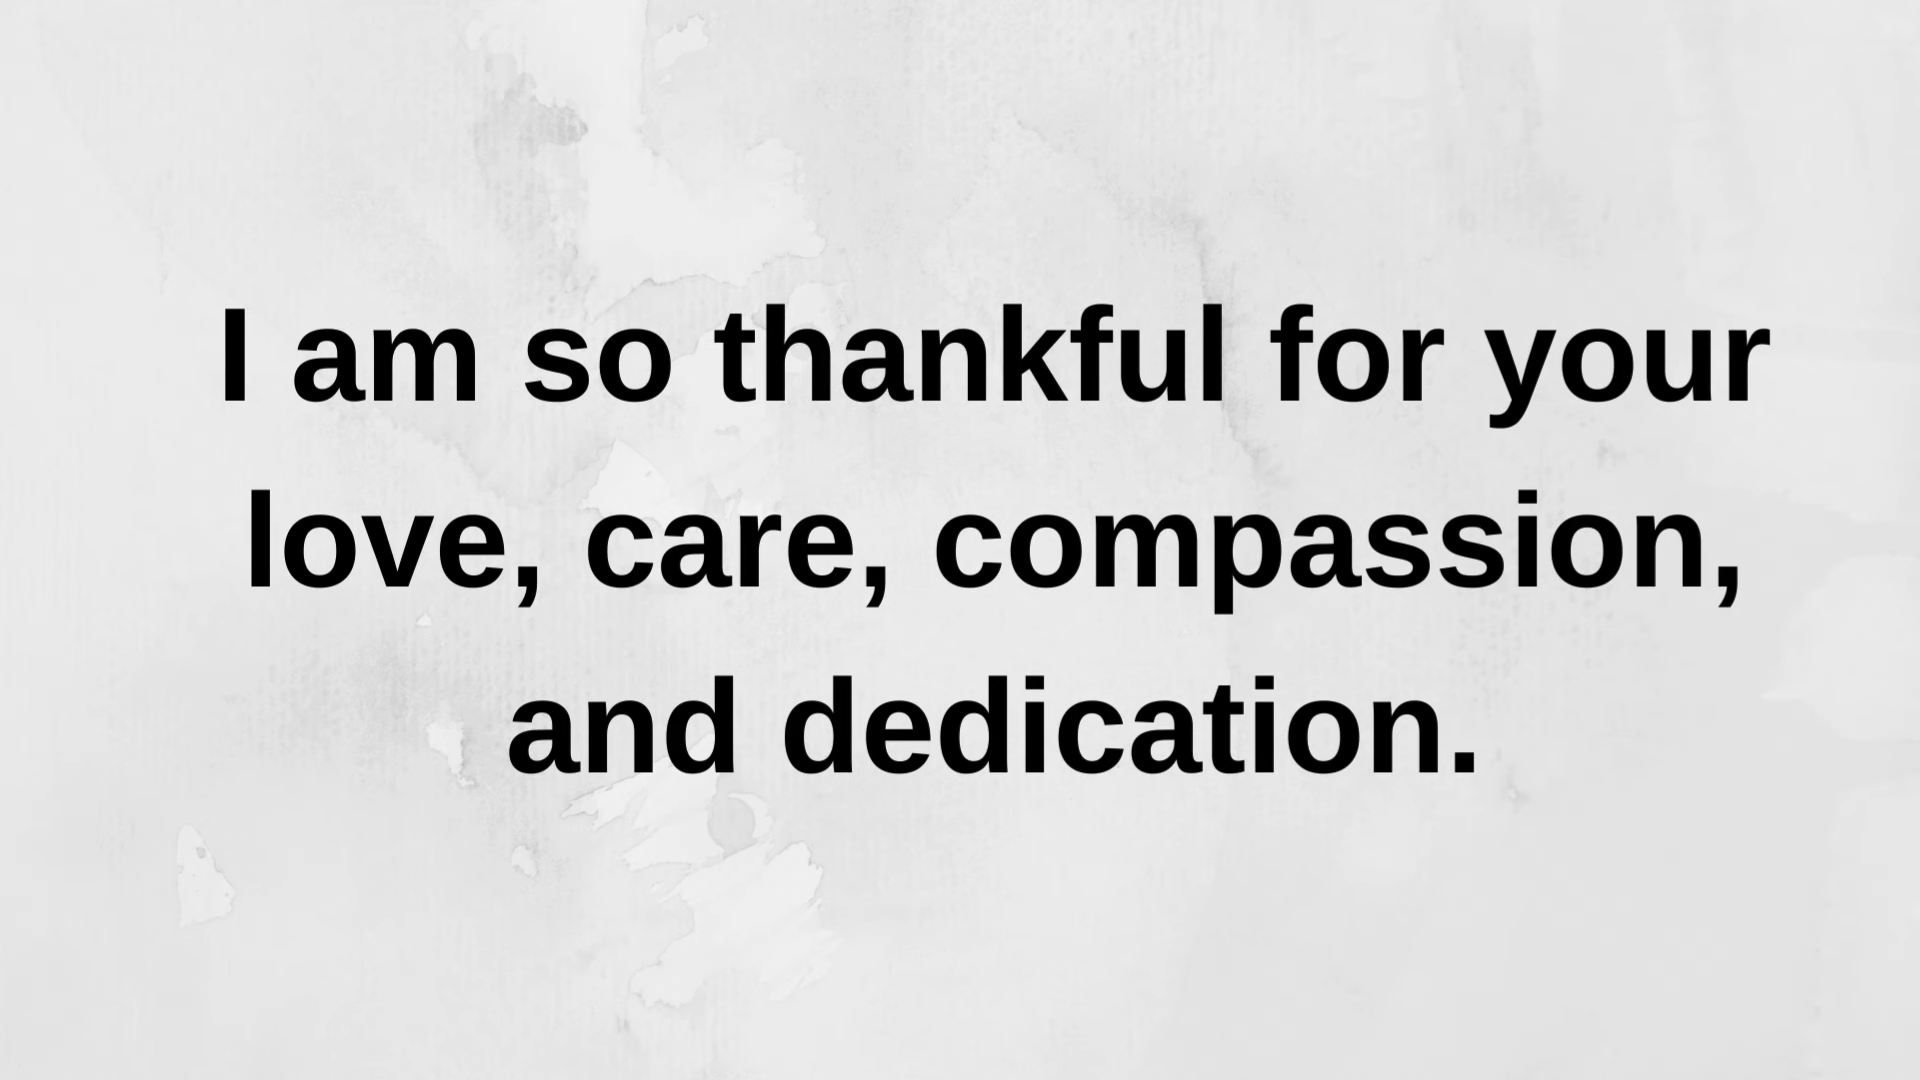 I am so thankful for your
love, care, compassion,
and dedication.